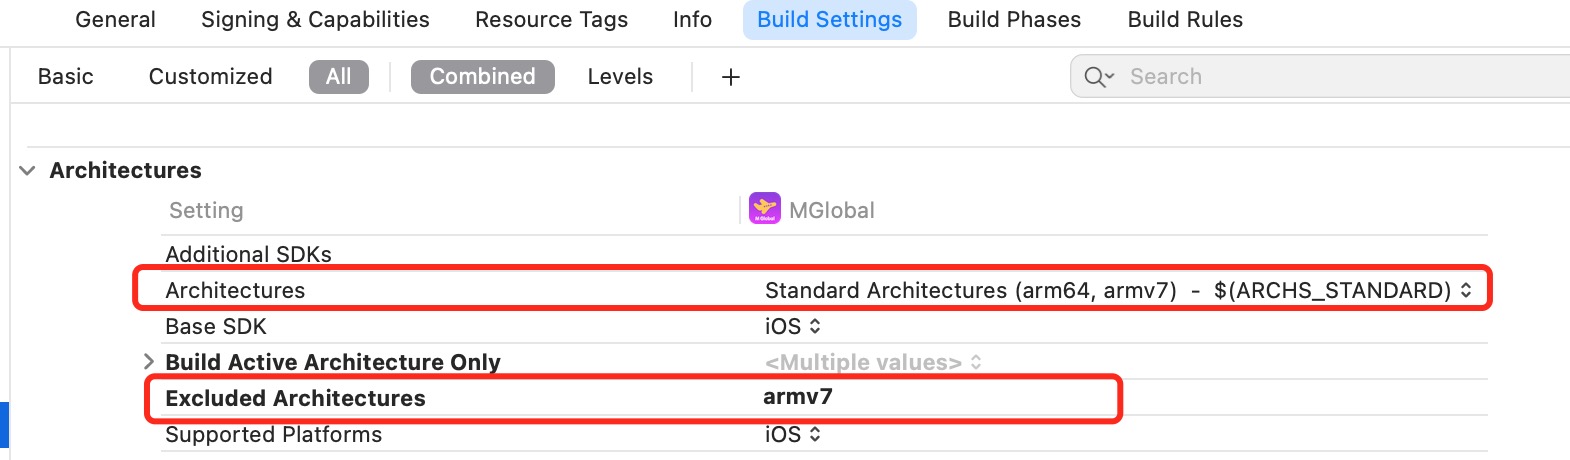 General Signing & Capabilities Resource Tags Info Build Settings Build Phases Build Rules
Basic Customized All Combined Levels + Search
Architectures
Setting M Global MGlobal
Additional SDKs
Architectures Standard Architectures (arm64, armv7) - $(ARCHS_STANDARD)
Base SDK iOS
Build Active Architecture Only <Multiple values>
Excluded Architectures armv7
Supported Platforms iOS